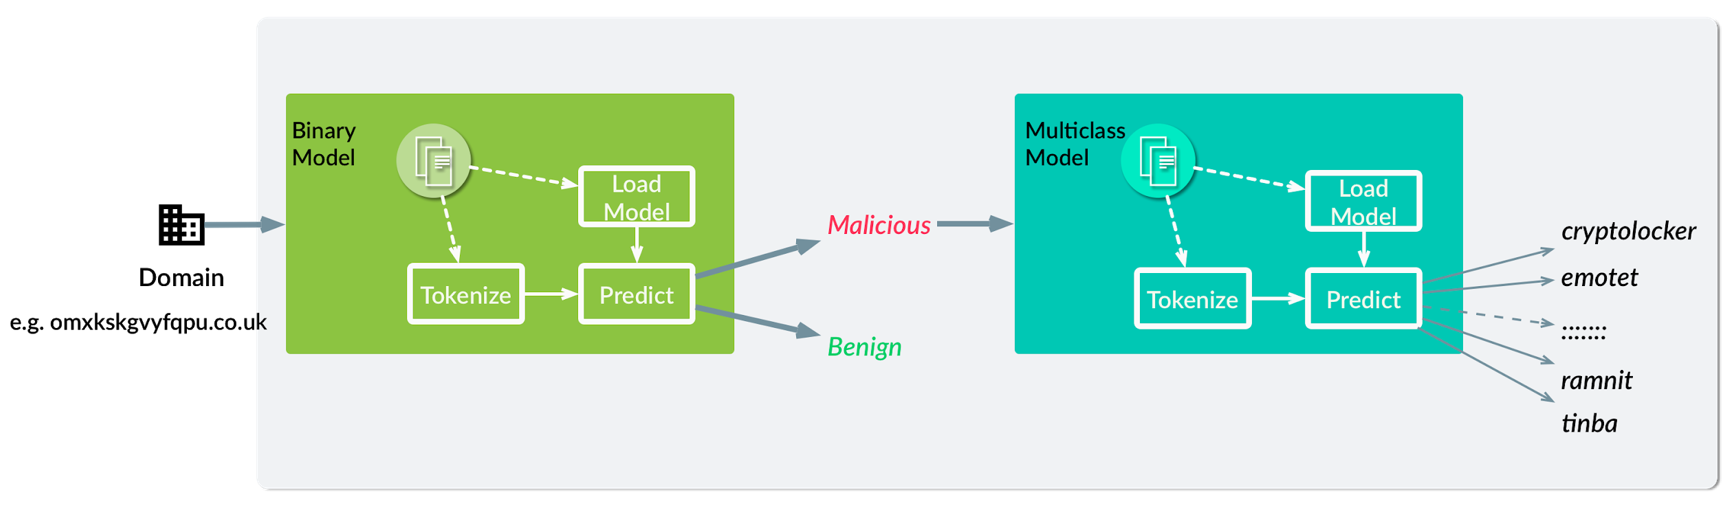 Binary
Model
Load
Model
Tokenize
Predict
Domain
e.g. omxkskgvyfqpu.co.uk
Malicious
Benign
Multiclass
Model
Load
Model
Tokenize
Predict
cryptolocker
emotet
.......
ramnit
tinba